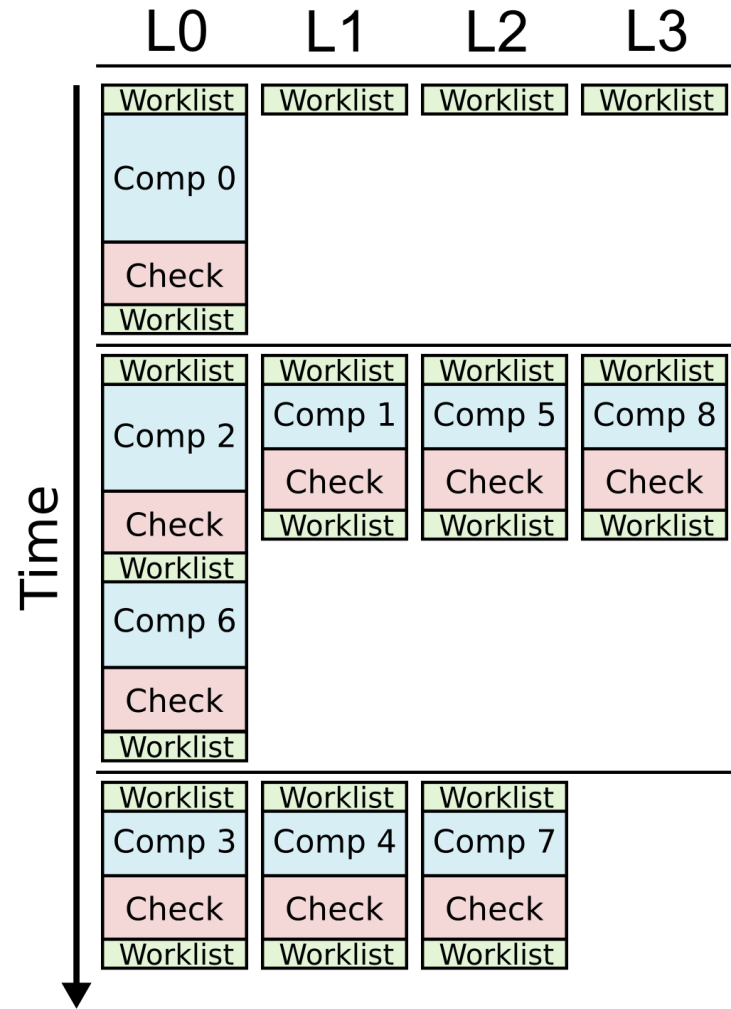 L0 L1 L2 L3
Worklist Worklist Worklist Worklist
Comp 0
Check
Worklist
Worklist Worklist Worklist Worklist
Comp 2 Comp 1 Comp 5 Comp 8
Check Check Check Check
Worklist Worklist Worklist Worklist
Comp 6
Check
Worklist
Worklist Worklist Worklist
Comp 3 Comp 4 Comp 7
Check Check Check
Worklist Worklist Worklist
Time